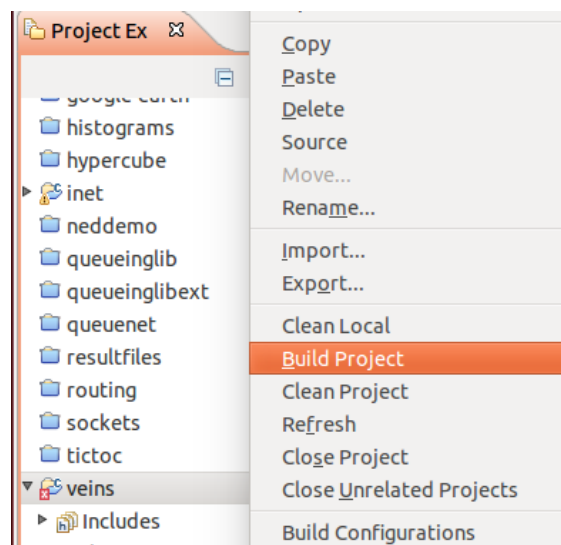 Project Ex
histograms
hypercube
inet
neddemo
queueinglib
queueinglibext
queuenet
resultfiles
routing
sockets
tictoc
veins
Includes
Copy
Paste
Delete
Source
Move...
Rename...
Import...
Export...
Clean Local
Build Project
Clean Project
Refresh
Close Project
Close Unrelated Projects
Build Configurations